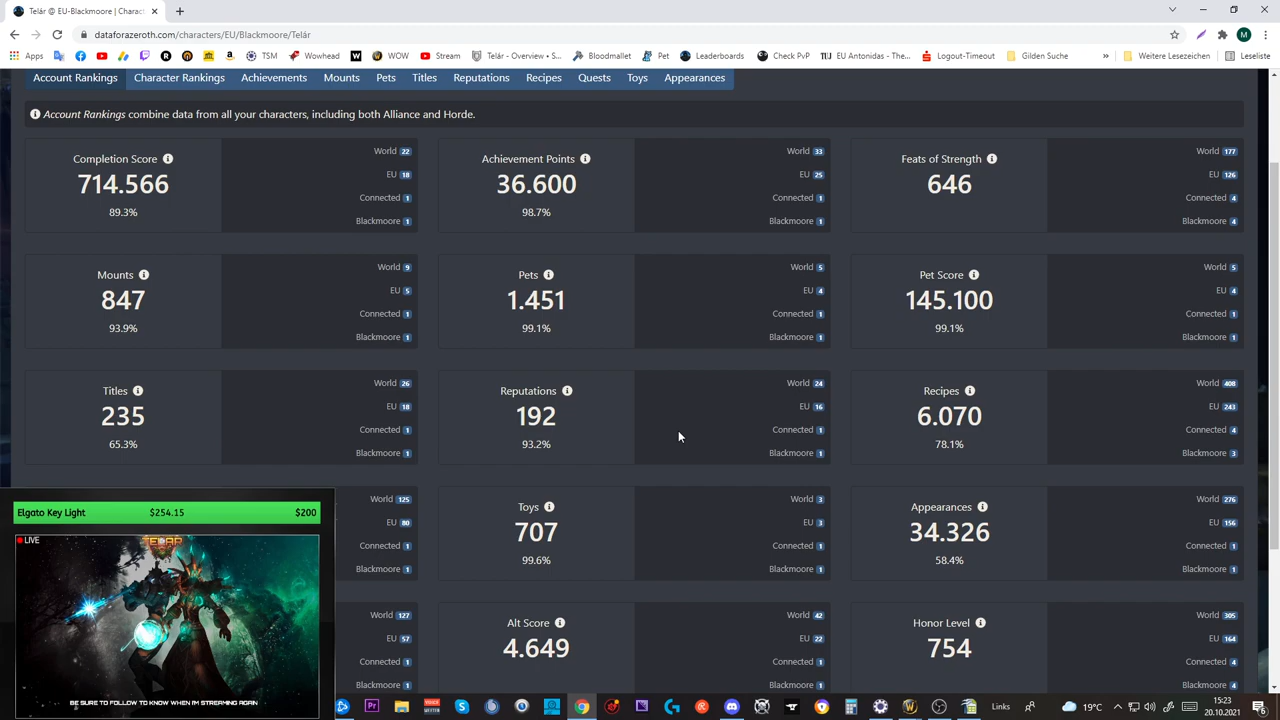 Telár @ EU-Blackmoore | Charac
dataforazeroth.com/characters/EU/Blackmoore/Telár
Apps TSM Wowhead WOW Stream Telár - Overview • S... Bloodmallet Pet Leaderboards Check PvP EU Antonidas - The... Logout-Timeout Gilden Suche » Weitere Lesezeichen Leseliste
Account Rankings Character Rankings Achievements Mounts Pets Titles Reputations Recipes Quests Toys Appearances
Account Rankings combine data from all your characters, including both Alliance and Horde.
Completion Score
714.566
89.3%
World 22
EU 18
Connected 1
Blackmoore 1
Achievement Points
36.600
98.7%
World 33
EU 25
Connected 1
Blackmoore 1
Feats of Strength
646
World 177
EU 126
Connected 4
Blackmoore 4
Mounts
847
93.9%
World 9
EU 5
Connected 1
Blackmoore 1
Pets
1.451
99.1%
World 5
EU 4
Connected 1
Blackmoore 1
Pet Score
145.100
99.1%
World 5
EU 4
Connected 1
Blackmoore 1
Titles
235
65.3%
World 26
EU 18
Connected 1
Blackmoore 1
Reputations
192
93.2%
World 24
EU 16
Connected 1
Blackmoore 1
Recipes
6.070
78.1%
World 408
EU 243
Connected 4
Blackmoore 3
World 125
EU 80
Connected 1
Blackmoore 1
Toys
707
99.6%
World 3
EU 3
Connected 1
Blackmoore 1
Appearances
34.326
58.4%
World 276
EU 156
Connected 1
Blackmoore 1
World 127
EU 57
Connected 1
Blackmoore 1
Alt Score
4.649
World 42
EU 22
Connected 1
Blackmoore 1
Honor Level
754
World 305
EU 164
Connected 4
Blackmoore 4
Elgato Key Light $254.15 $200
LIVE
TELAR
BE SURE TO FOLLOW TO KNOW WHEN I'M STREAMING AGAIN
Links 19°C 15:23
20.10.2021